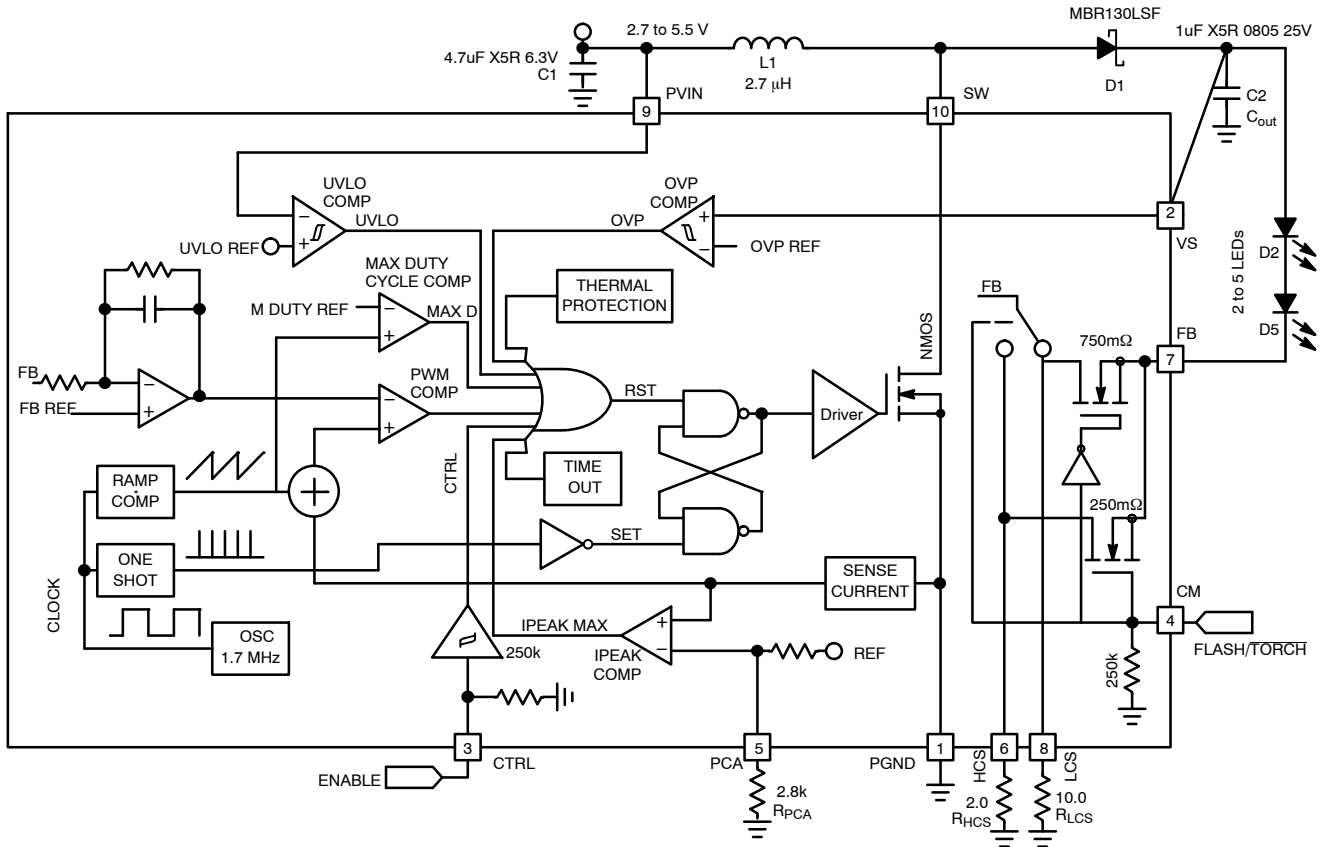 MBR130LSF
2.7 to 5.5 V
1uF X5R 0805 25V
4.7uF X5R 6.3V
C1
L1
2.7 μH
D1
C2
Cout
PVIN
9
SW
10
UVLO
COMP
UVLO
UVLO REF
OVP
COMP
OVP
OVP REF
2
VS
2 to 5 LEDs
D2
D5
MAX DUTY
CYCLE COMP
M DUTY REF
MAX D
THERMAL
PROTECTION
FB
NMOS
750mΩ
FB
7
FB
FB REF
PWM
COMP
RST
Driver
RAMP
COMP
CTRL
TIME
OUT
250mΩ
ONE
SHOT
SET
CLOCK
SENSE
CURRENT
CM
4
FLASH/TORCH
OSC
1.7 MHz
250k
IPEAK MAX
IPEAK
COMP
REF
250k
3
CTRL
ENABLE
5
PCA
2.8k
RPCA
1
PGND
6
HCS
2.0
RHCS
8
LCS
10.0
RLCS